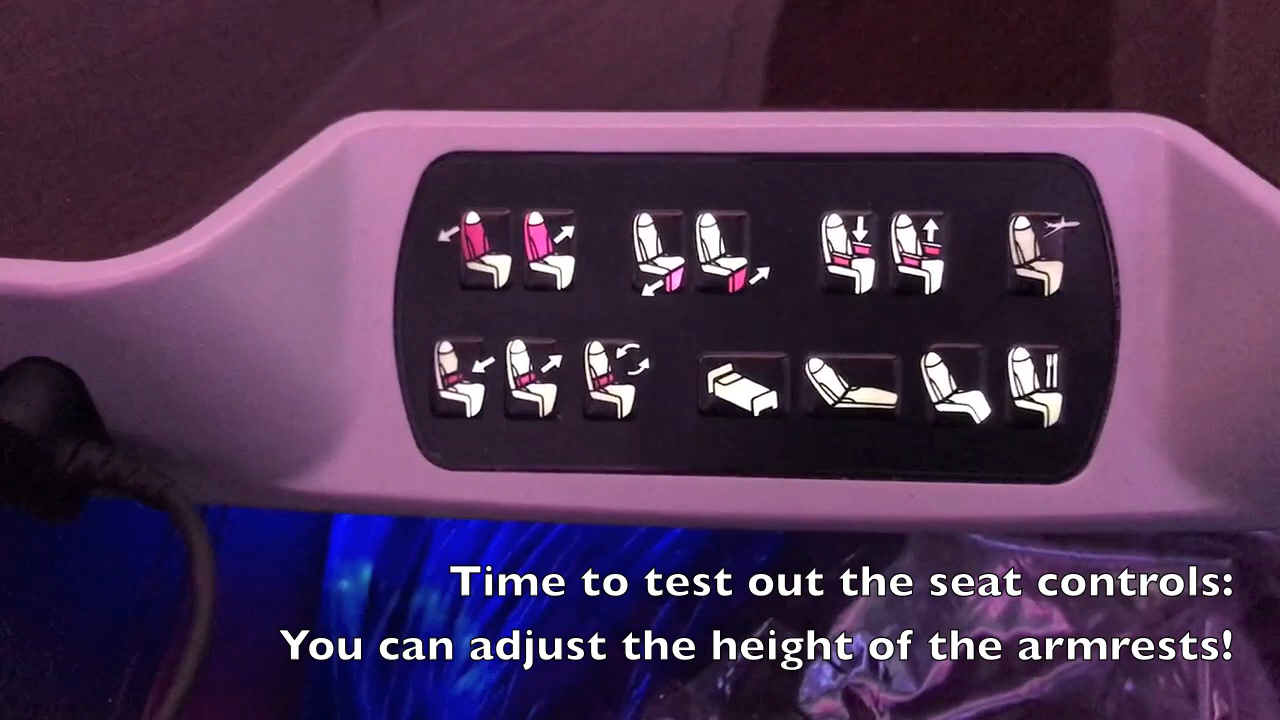 Time to test out the seat controls:
You can adjust the height of the armrests!